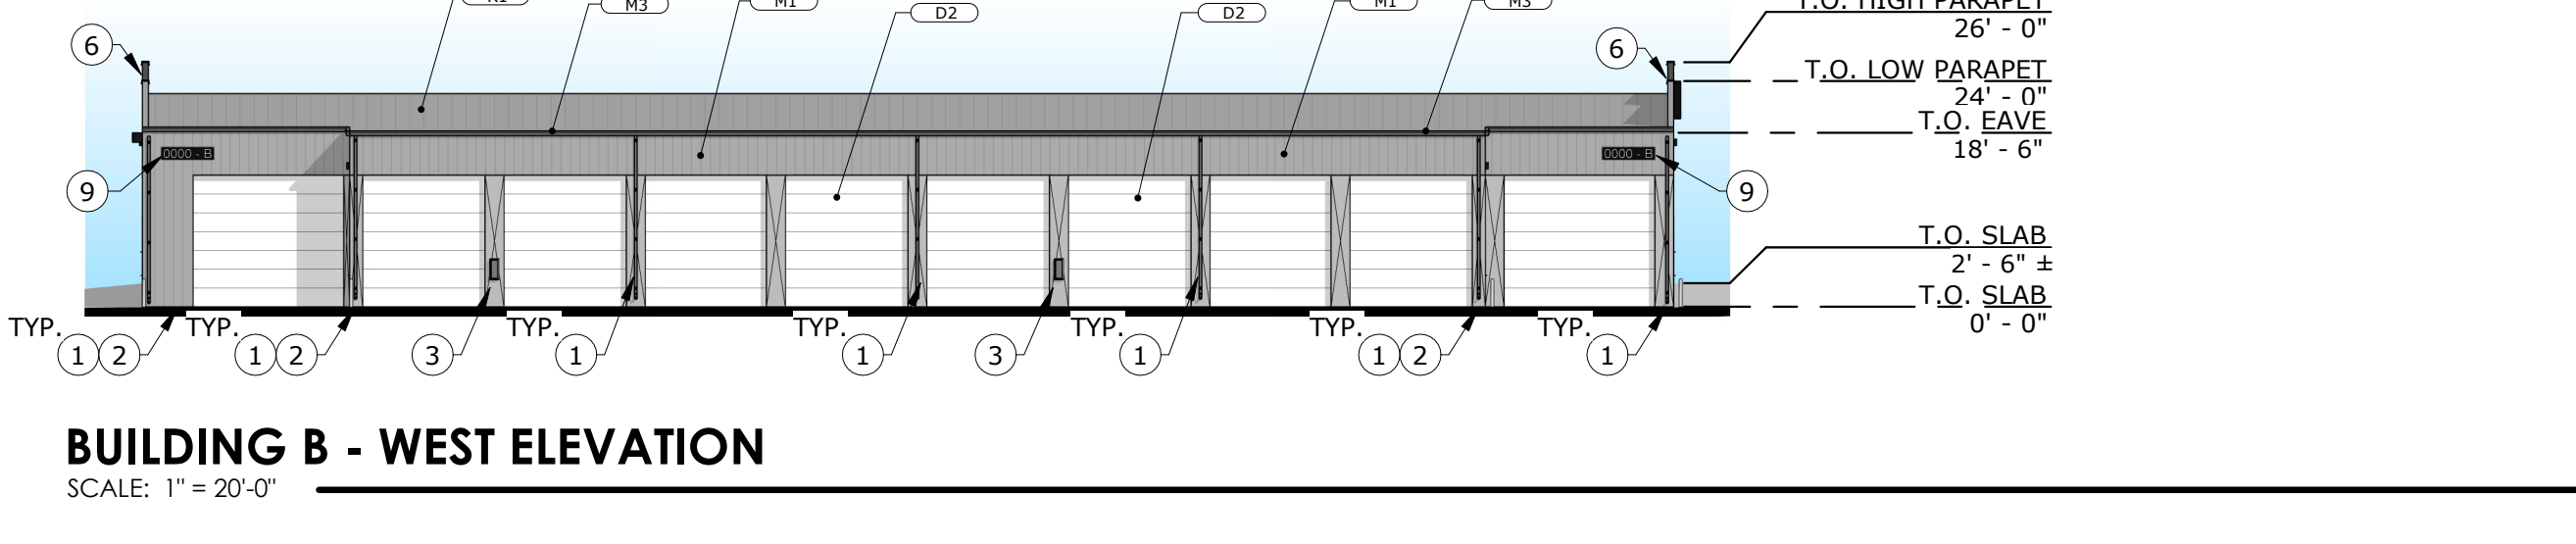 M3
M1
D2
D2
M1
M3
T.O. HIGH PARAPET
26' - 0"
6
6
T.O. LOW PARAPET
24' - 0"
T.O. EAVE
18' - 6"
0000 - B
0000 - B
9
9
T.O. SLAB
2' - 6" ±
T.O. SLAB
0' - 0"
TYP. TYP. TYP. TYP. TYP. TYP. TYP.
1 2 1 2 3 1 1 3 1 1 2 1
BUILDING B - WEST ELEVATION
SCALE: 1" = 20'-0"